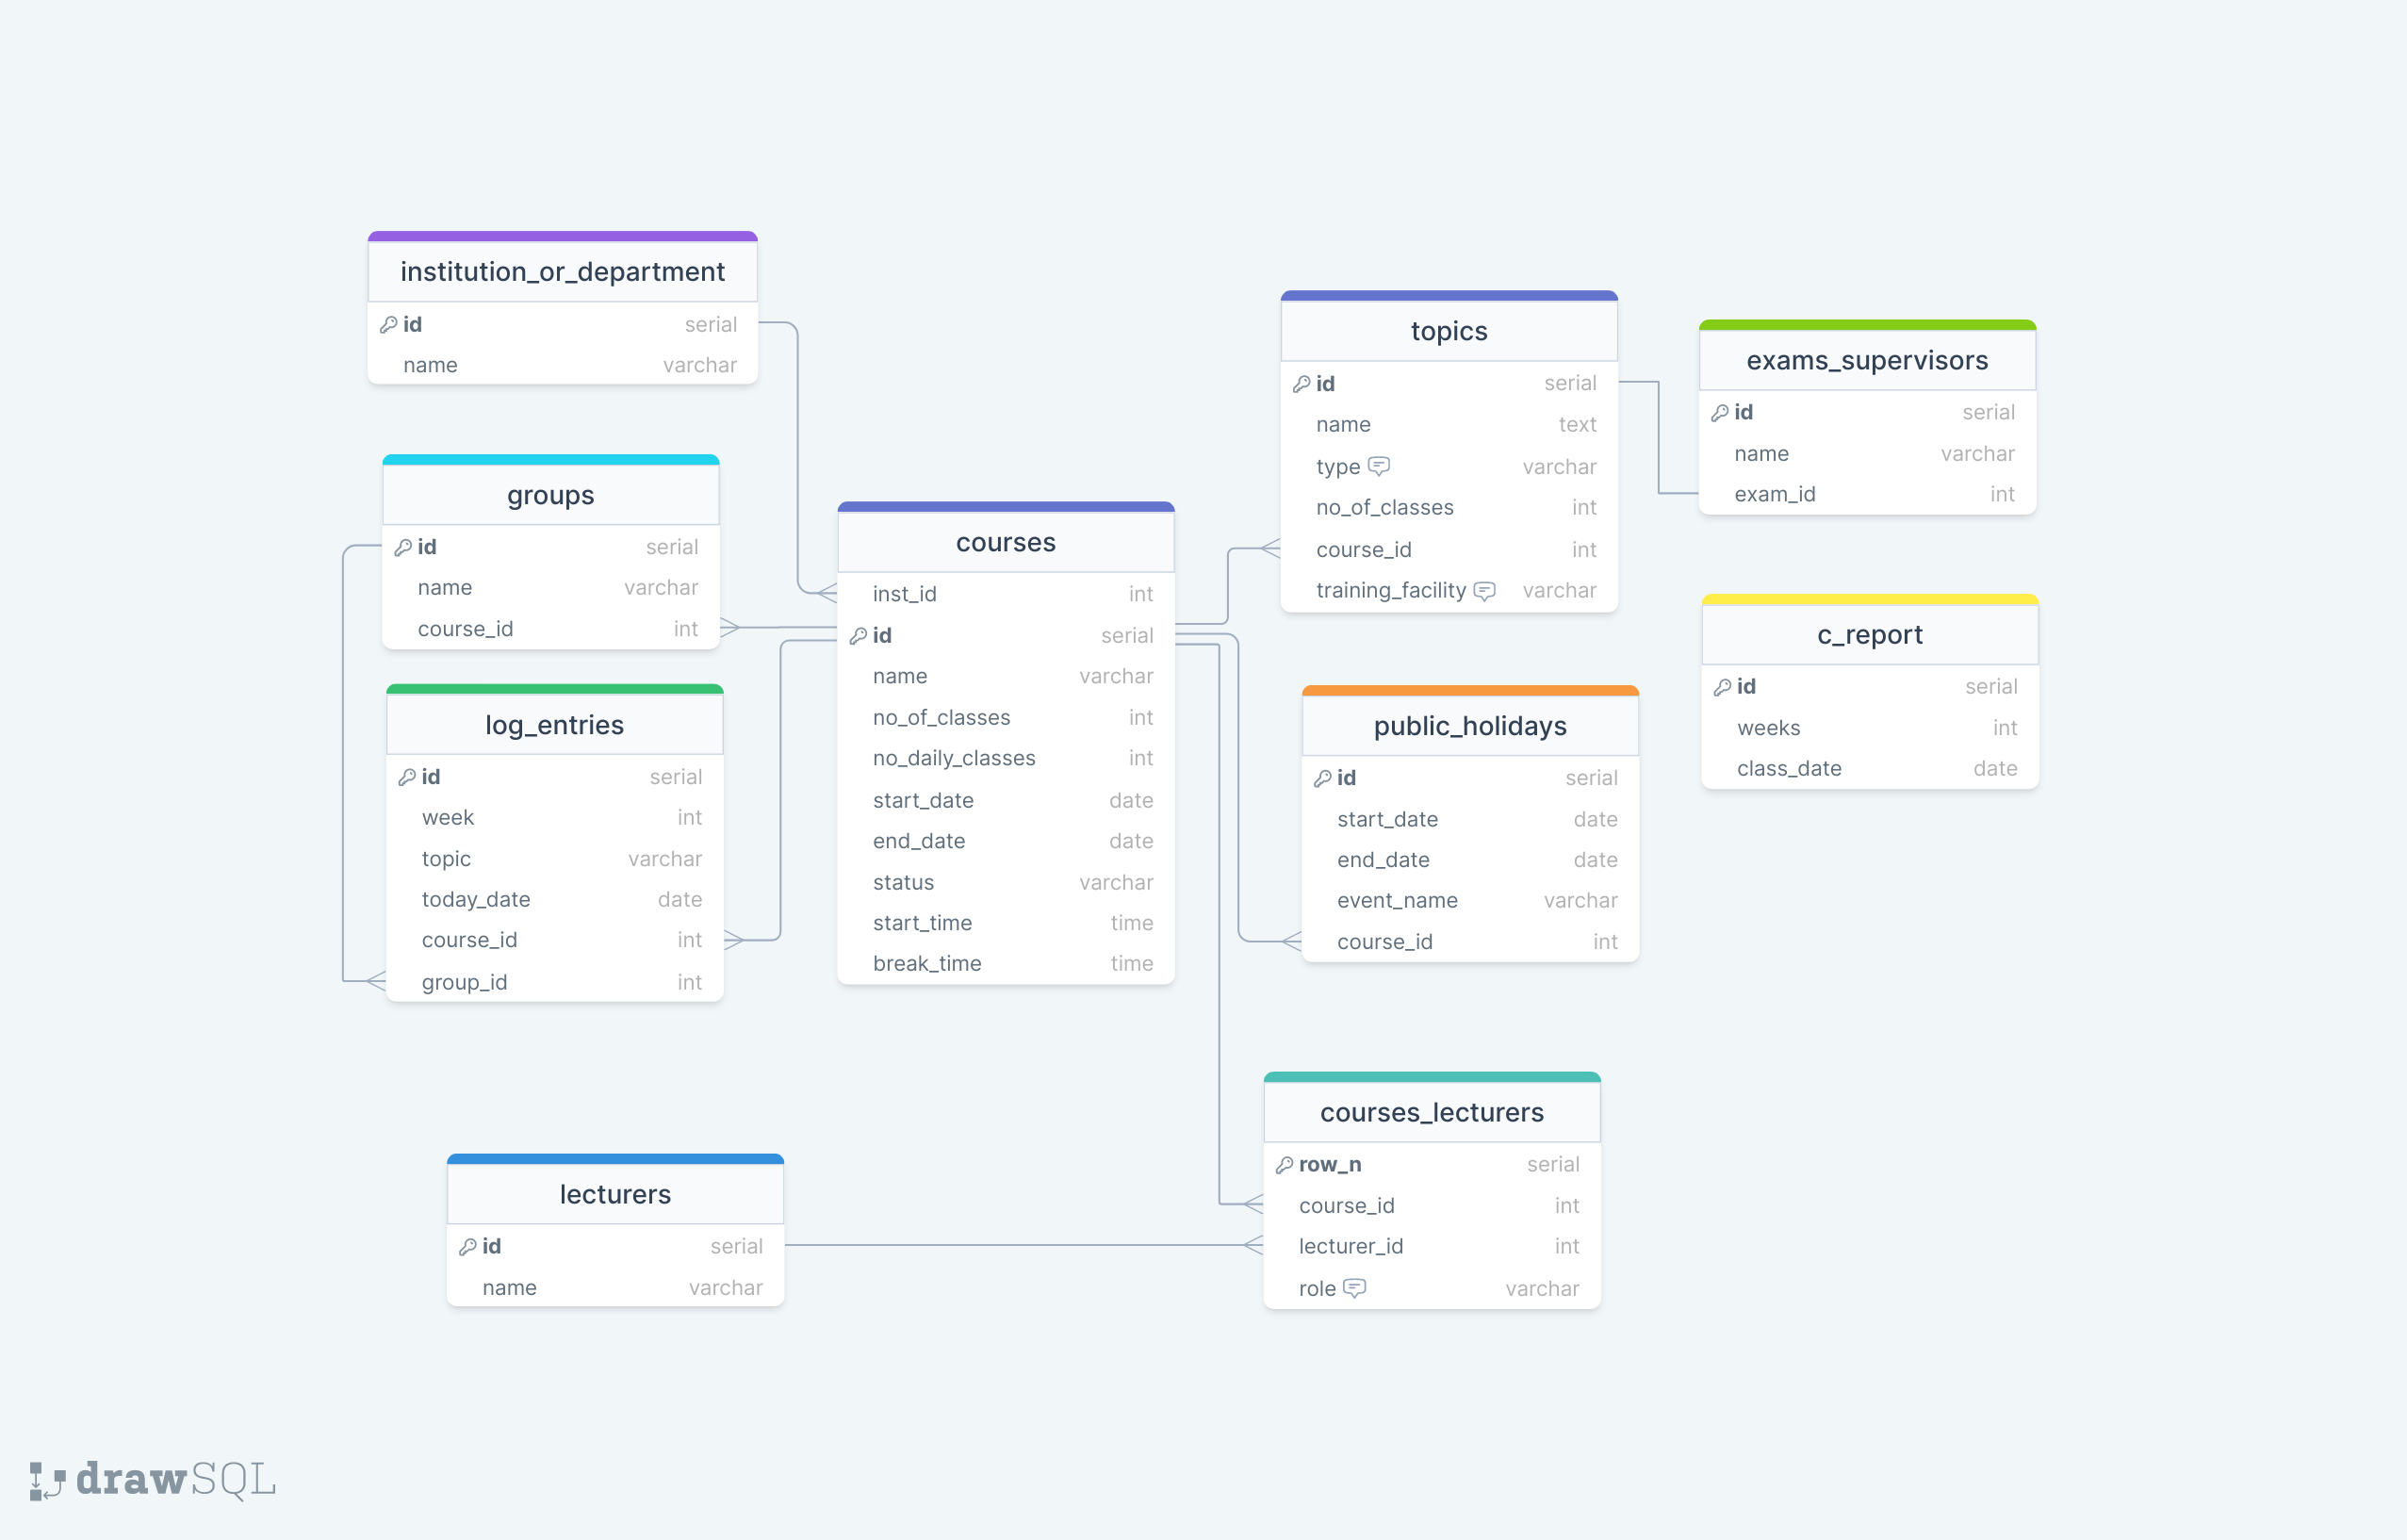 institution_or_department
id serial
name varchar
groups
id serial
name varchar
course_id int
log_entries
id serial
week int
topic varchar
today_date date
course_id int
group_id int
lecturers
id serial
name varchar
courses
inst_id int
id serial
name varchar
no_of_classes int
no_daily_classes int
start_date date
end_date date
status varchar
start_time time
break_time time
topics
id serial
name text
type varchar
no_of_classes int
course_id int
training_facility varchar
public_holidays
id serial
start_date date
end_date date
event_name varchar
course_id int
courses_lecturers
row_n serial
course_id int
lecturer_id int
role varchar
exams_supervisors
id serial
name varchar
exam_id int
c_report
id serial
weeks int
class_date date
drawSQL